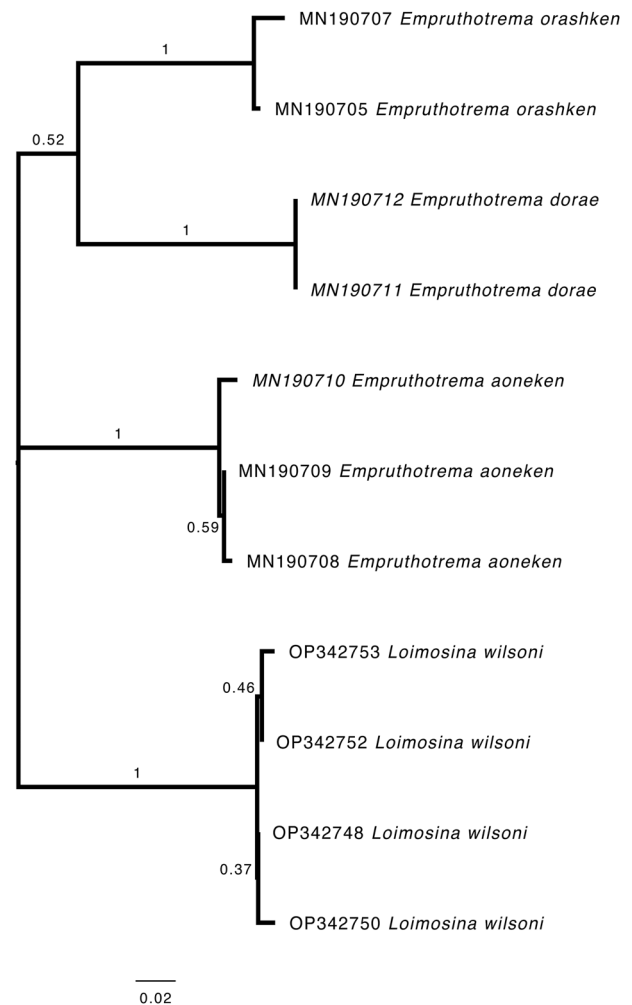 MN190707 Empruthotrema orashken
1
MN190705 Empruthotrema orashken
0.52
MN190712 Empruthotrema dorae
1
MN190711 Empruthotrema dorae
MN190710 Empruthotrema aoneken
1
MN190709 Empruthotrema aoneken
0.59
MN190708 Empruthotrema aoneken
OP342753 Loimosina wilsoni
0.46
OP342752 Loimosina wilsoni
1
OP342748 Loimosina wilsoni
0.37
OP342750 Loimosina wilsoni
0.02